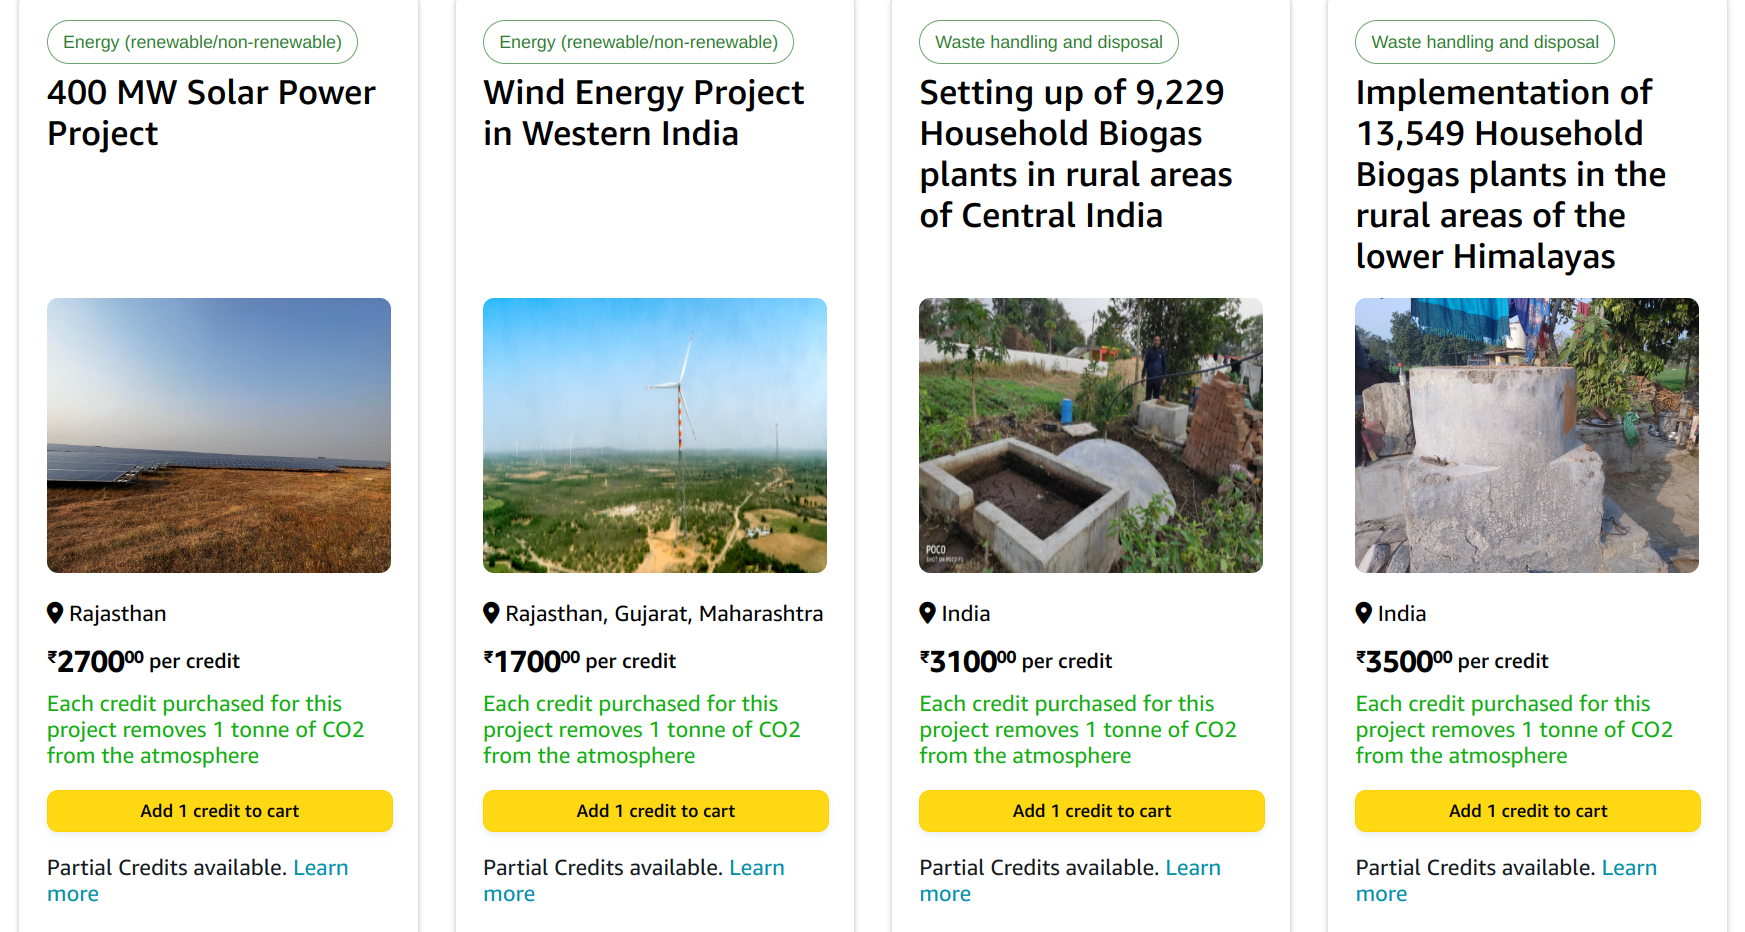 Energy (renewable/non-renewable)
400 MW Solar Power
Project
Rajasthan
₹270000 per credit
Each credit purchased for this
project removes 1 tonne of CO2
from the atmosphere
Add 1 credit to cart
Partial Credits available. Learn
more
Energy (renewable/non-renewable)
Wind Energy Project
in Western India
Rajasthan, Gujarat, Maharashtra
₹170000 per credit
Each credit purchased for this
project removes 1 tonne of CO2
from the atmosphere
Add 1 credit to cart
Partial Credits available. Learn
more
Waste handling and disposal
Setting up of 9,229
Household Biogas
plants in rural areas
of Central India
POCO
SHOT ON POCO F1
India
₹310000 per credit
Each credit purchased for this
project removes 1 tonne of CO2
from the atmosphere
Add 1 credit to cart
Partial Credits available. Learn
more
Waste handling and disposal
Implementation of
13,549 Household
Biogas plants in the
rural areas of the
lower Himalayas
India
₹350000 per credit
Each credit purchased for this
project removes 1 tonne of CO2
from the atmosphere
Add 1 credit to cart
Partial Credits available. Learn
more